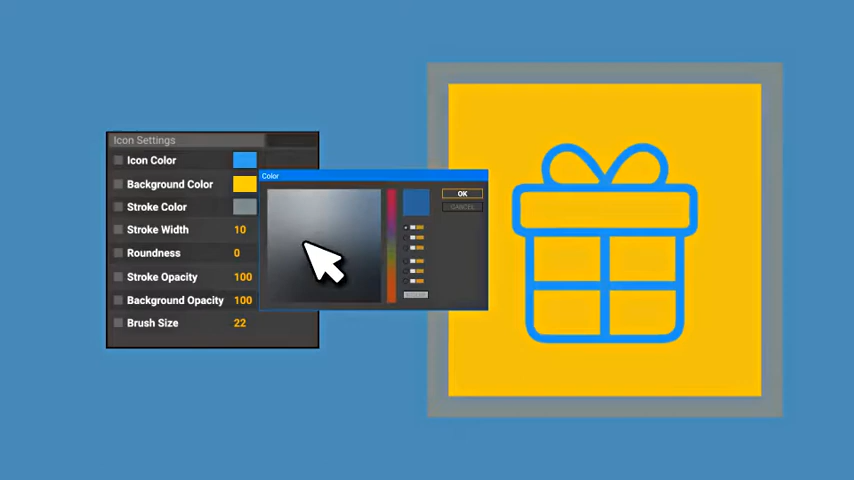 Icon Settings
Icon Color
Background Color
Stroke Color
Stroke Width 10
Roundness 0
Stroke Opacity 100
Background Opacity 100
Brush Size 22
Color
OK
CANCEL